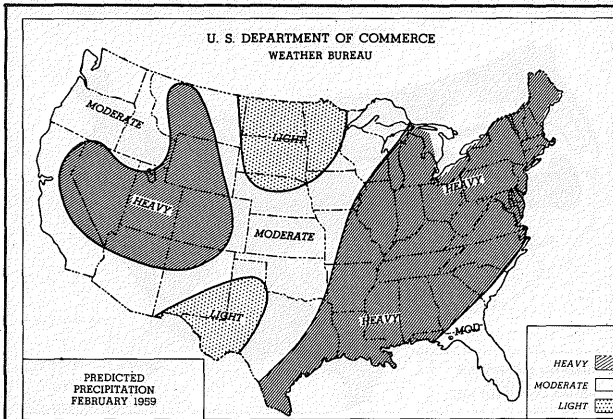 U. S. DEPARTMENT OF COMMERCE
WEATHER BUREAU
MODERATE
LIGHT
HEAVY
HEAVY
MODERATE
LIGHT
HEAVY
MOD
PREDICTED
PRECIPITATION
FEBRUARY 1959
HEAVY
MODERATE
LIGHT